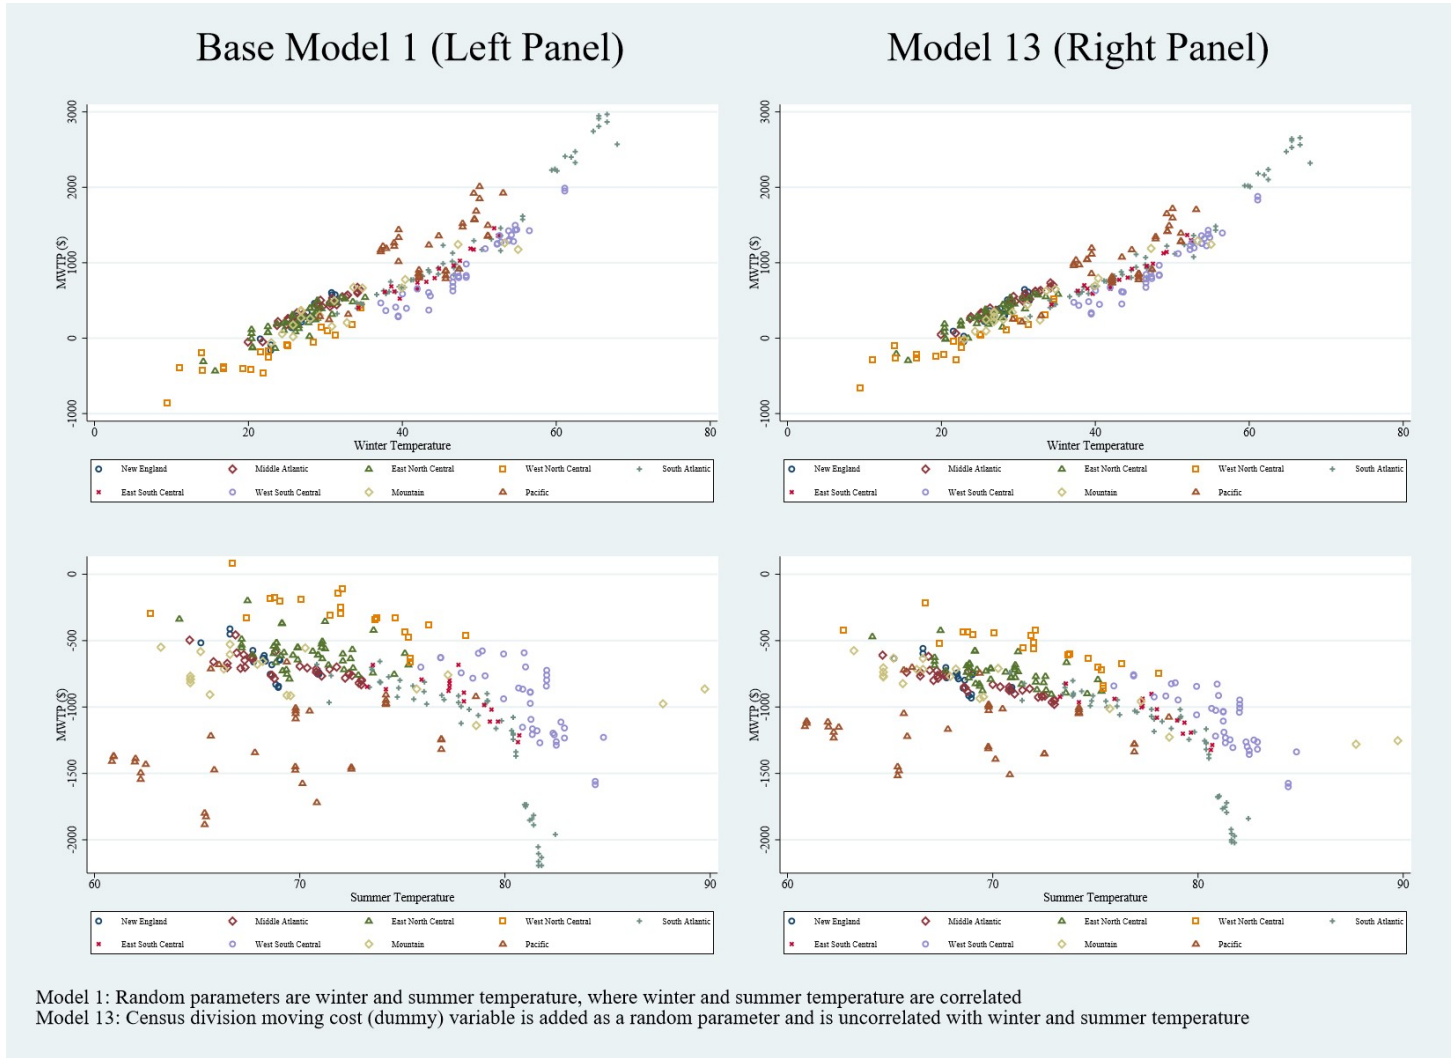 Base Model 1 (Left Panel)
Model 13 (Right Panel)
MWTP ($)
3000
2000
1000
0
-1000
0 20 40 60 80
Winter Temperature
New England Middle Atlantic East North Central West North Central South Atlantic
East South Central West South Central Mountain Pacific
MWTP ($)
3000
2000
1000
0
-1000
0 20 40 60 80
Winter Temperature
New England Middle Atlantic East North Central West North Central South Atlantic
East South Central West South Central Mountain Pacific
MWTP ($)
0
-500
-1000
-1500
-2000
60 70 80 90
Summer Temperature
New England Middle Atlantic East North Central West North Central South Atlantic
East South Central West South Central Mountain Pacific
MWTP ($)
0
-500
-1000
-1500
-2000
60 70 80 90
Summer Temperature
New England Middle Atlantic East North Central West North Central South Atlantic
East South Central West South Central Mountain Pacific
Model 1: Random parameters are winter and summer temperature, where winter and summer temperature are correlated
Model 13: Census division moving cost (dummy) variable is added as a random parameter and is uncorrelated with winter and summer temperature